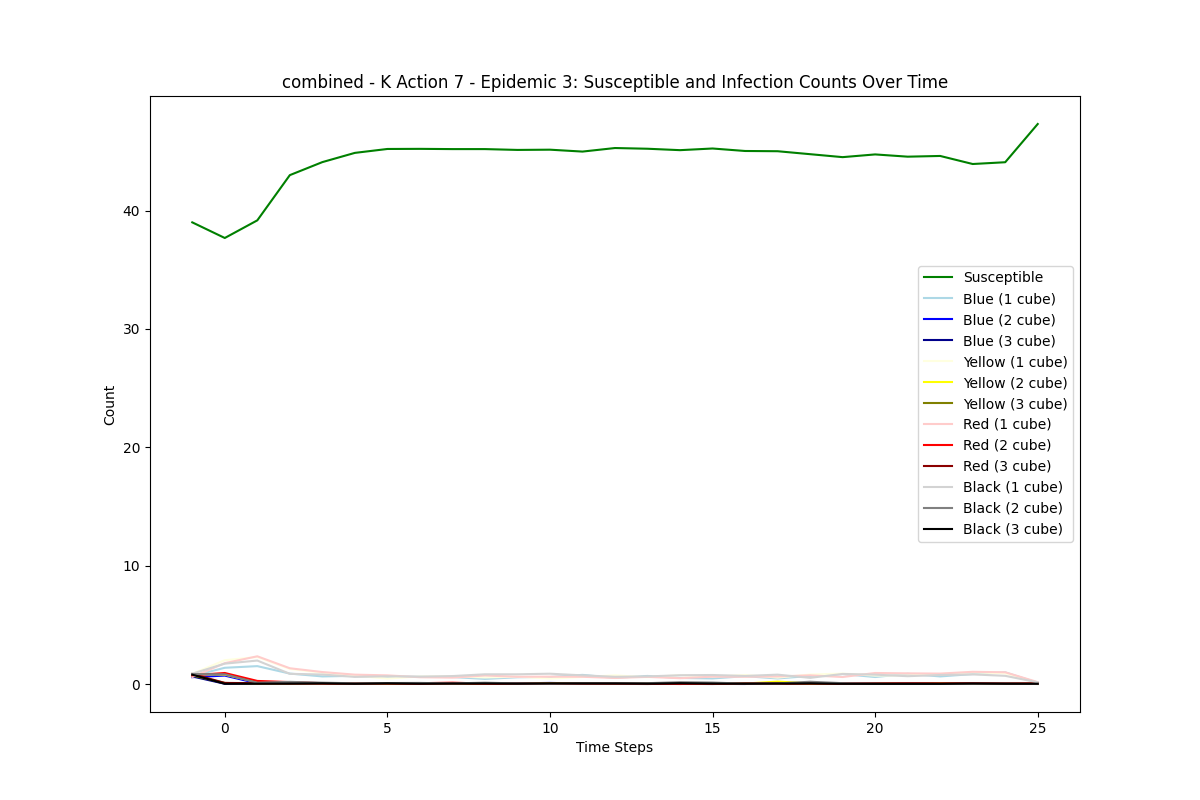 combined - K Action 7 - Epidemic 3: Susceptible and Infection Counts Over Time
Count
40
30
20
10
0
Susceptible
Blue (1 cube)
Blue (2 cube)
Blue (3 cube)
Yellow (1 cube)
Yellow (2 cube)
Yellow (3 cube)
Red (1 cube)
Red (2 cube)
Red (3 cube)
Black (1 cube)
Black (2 cube)
Black (3 cube)
0 5 10 15 20 25
Time Steps